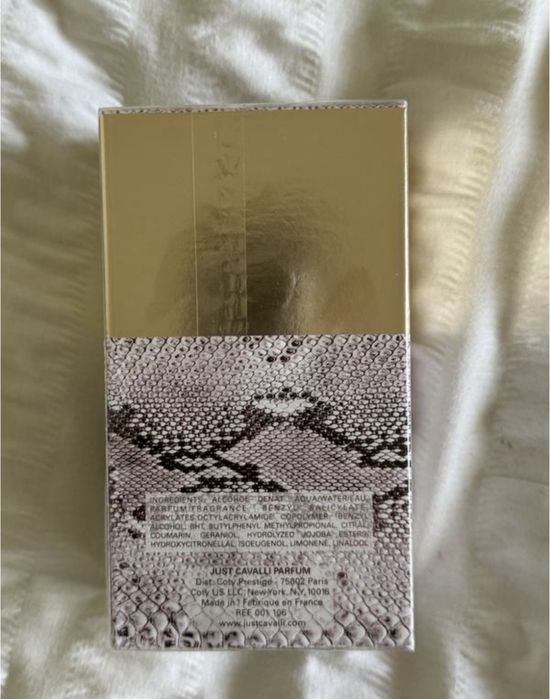 INGREDIENTS: ALCOHOL DENAT., AQUA/WATER/EAU,
PARFUM/FRAGRANCE, BENZYL SALICYLATE,
ACRYLATES/OCTYLACRYLAMIDE COPOLYMER, BENZYL
ALCOHOL, BHT, BUTYLPHENYL METHYLPROPIONAL, CITRAL,
COUMARIN, GERANIOL, HYDROLYZED JOJOBA ESTERS,
HYDROXYCITRONELLAL, ISOEUGENOL, LIMONENE, LINALOOL
JUST CAVALLI PARFUM
Dist. Coty Prestige - 75002 Paris
Coty US LLC, New York, N.Y. 10016
Made in / Fabriqué en France
REF 001 106
www.justcavalli.com